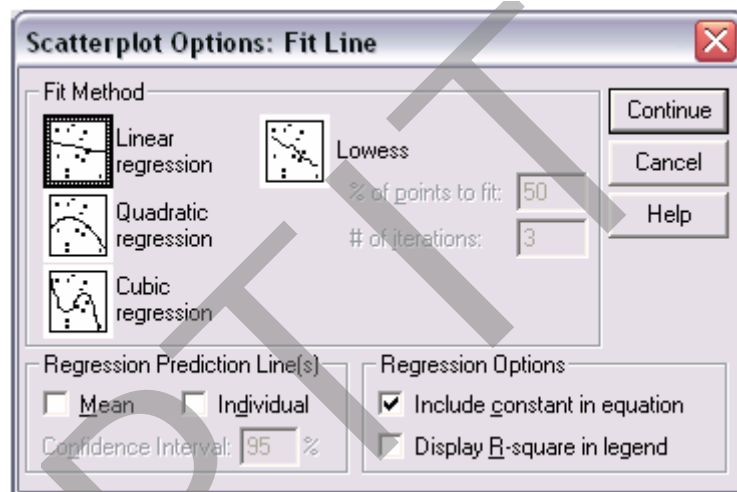 Scatterplot Options: Fit Line
Fit Method
Linear
regression
Quadratic
regression
Cubic
regression
Lowess
% of points to fit: 50
# of iterations: 3
Continue
Cancel
Help
Regression Prediction Line(s)
Mean Individual
Confidence Interval: 95 %
Regression Options
Include constant in equation
Display R-square in legend
PTIT